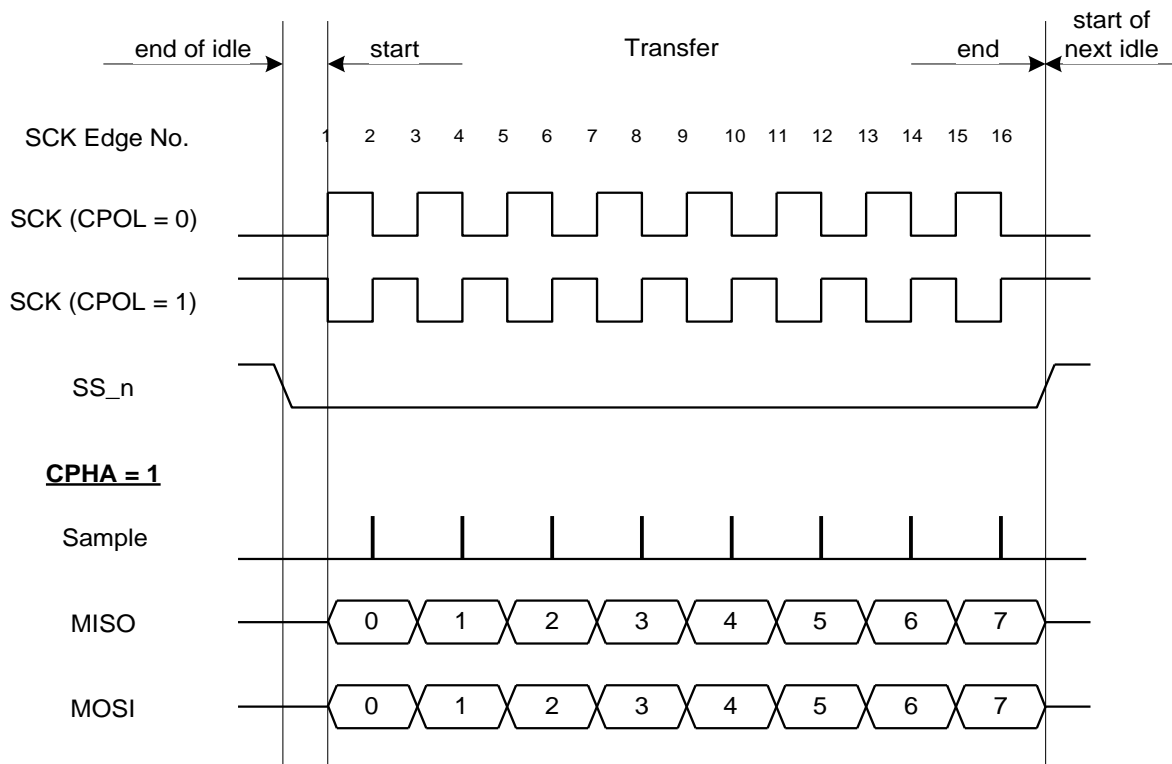 start of
end of idle start Transfer end next idle
SCK Edge No. 1 2 3 4 5 6 7 8 9 10 11 12 13 14 15 16
SCK (CPOL = 0)
SCK (CPOL = 1)
SS_n
CPHA = 1
Sample
MISO 0 1 2 3 4 5 6 7
MOSI 0 1 2 3 4 5 6 7